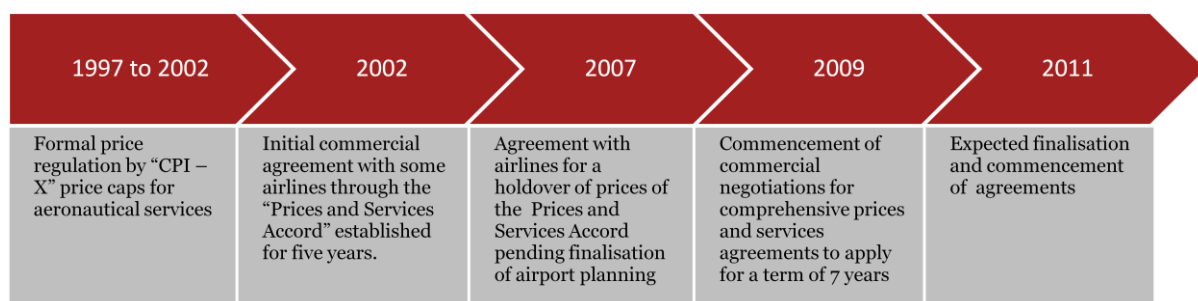 1997 to 2002
2002
2007
2009
2011
Formal price
regulation by “CPI –
X” price caps for
aeronautical services
Initial commercial
agreement with some
airlines through the
“Prices and Services
Accord” established
for five years.
Agreement with
airlines for a
holdover of prices of
the Prices and
Services Accord
pending finalisation
of airport planning
Commencement of
commercial
negotiations for
comprehensive prices
and services
agreements to apply
for a term of 7 years
Expected finalisation
and commencement
of agreements